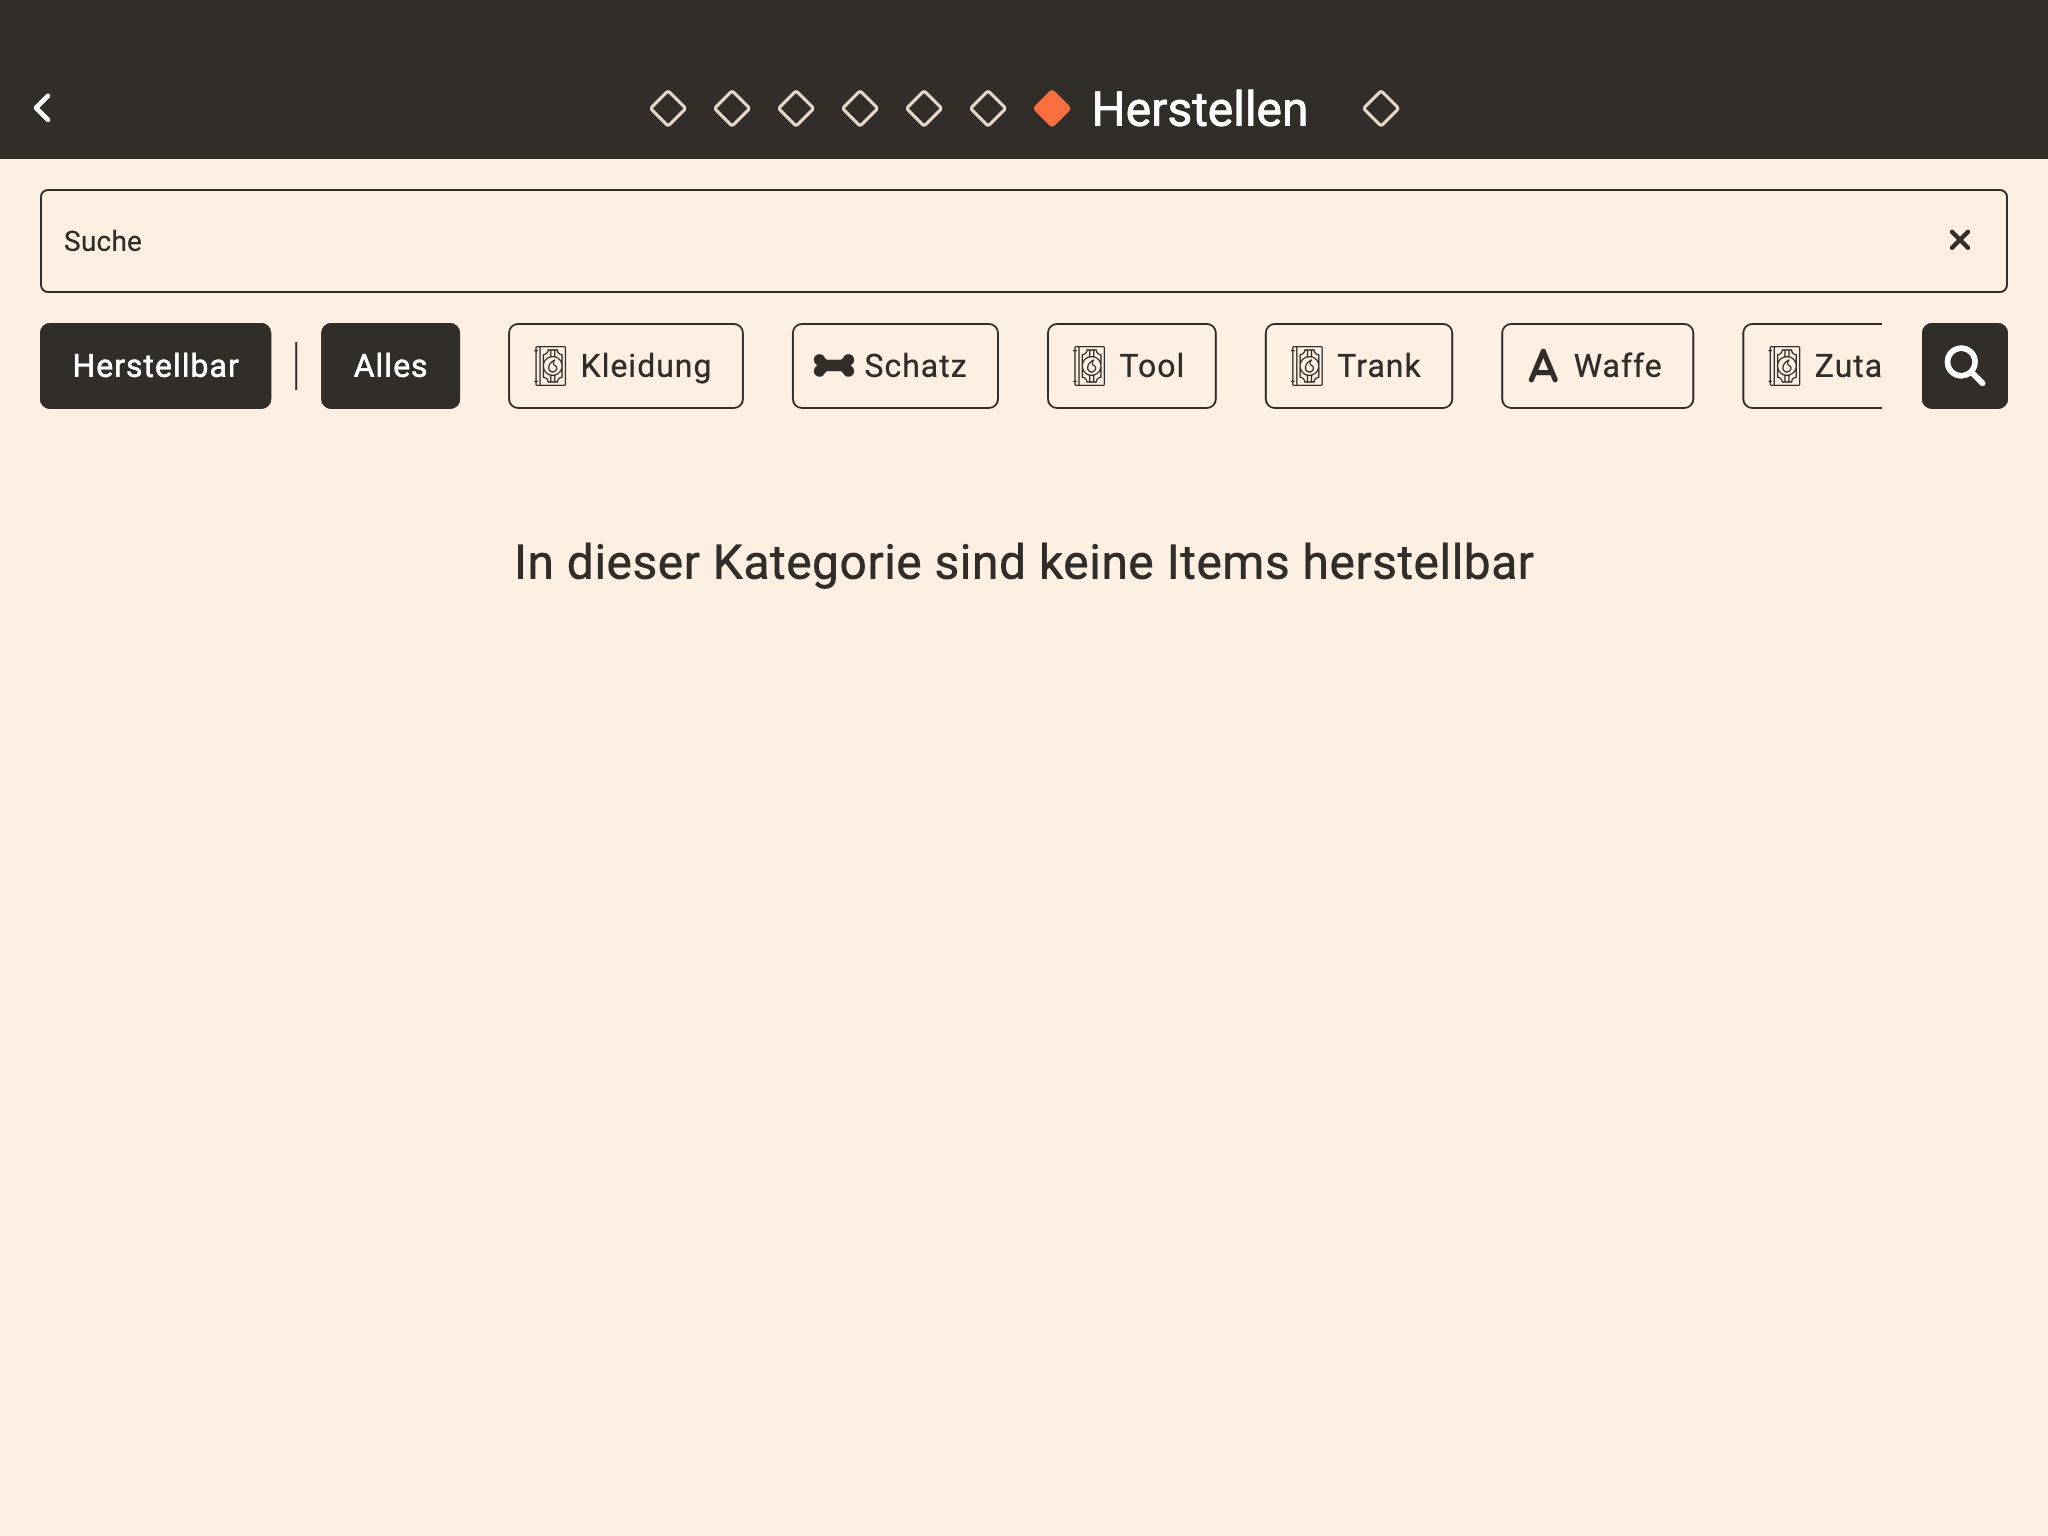 Herstellen
Suche
Herstellbar Alles Kleidung Schatz Tool Trank Waffe Zuta
In dieser Kategorie sind keine Items herstellbar